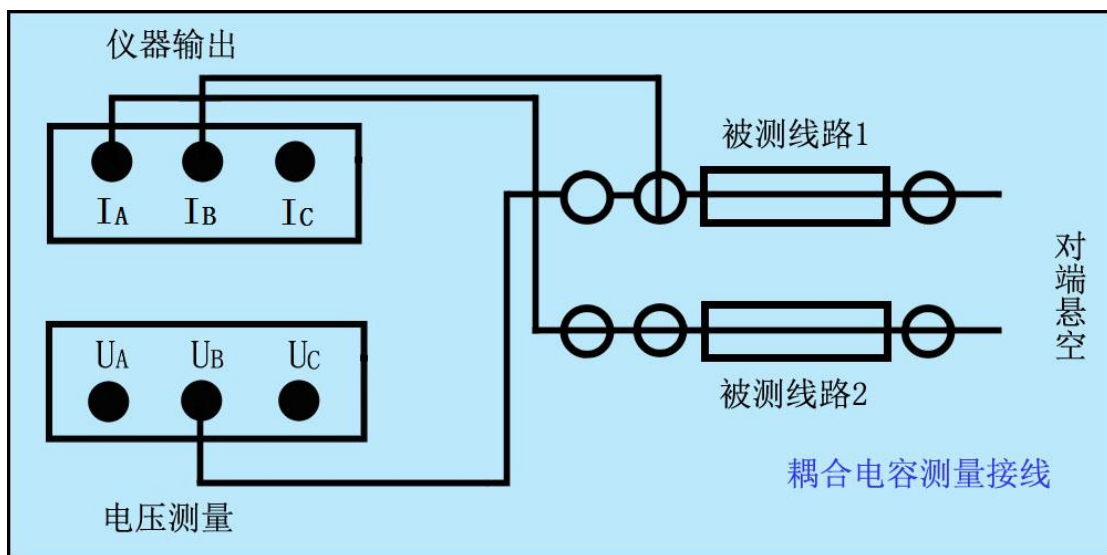 仪器输出
IA IB IC
被测线路1
对端悬空
UA UB UC
被测线路2
耦合电容测量接线
电压测量